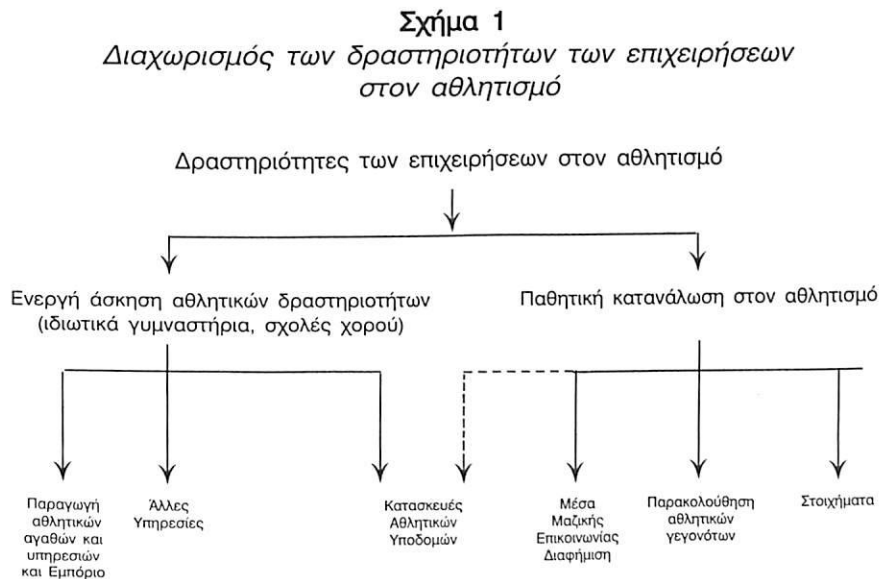 Σχήμα 1
Διαχωρισμός των δραστηριοτήτων των επιχειρήσεων
στον αθλητισμό
Δραστηριότητες των επιχειρήσεων στον αθλητισμό
Ενεργή άσκηση αθλητικών δραστηριοτήτων
(ιδιωτικά γυμναστήρια, σχολές χορού)
Παθητική κατανάλωση στον αθλητισμό
Παραγωγή
αθλητικών
αγαθών και
υπηρεσιών
και Εμπόριο
Άλλες
Υπηρεσίες
Κατασκευές
Αθλητικών
Υποδομών
Μέσα
Μαζικής
Επικοινωνίας
Διαφήμιση
Παρακολούθηση
αθλητικών
γεγονότων
Στοιχήματα